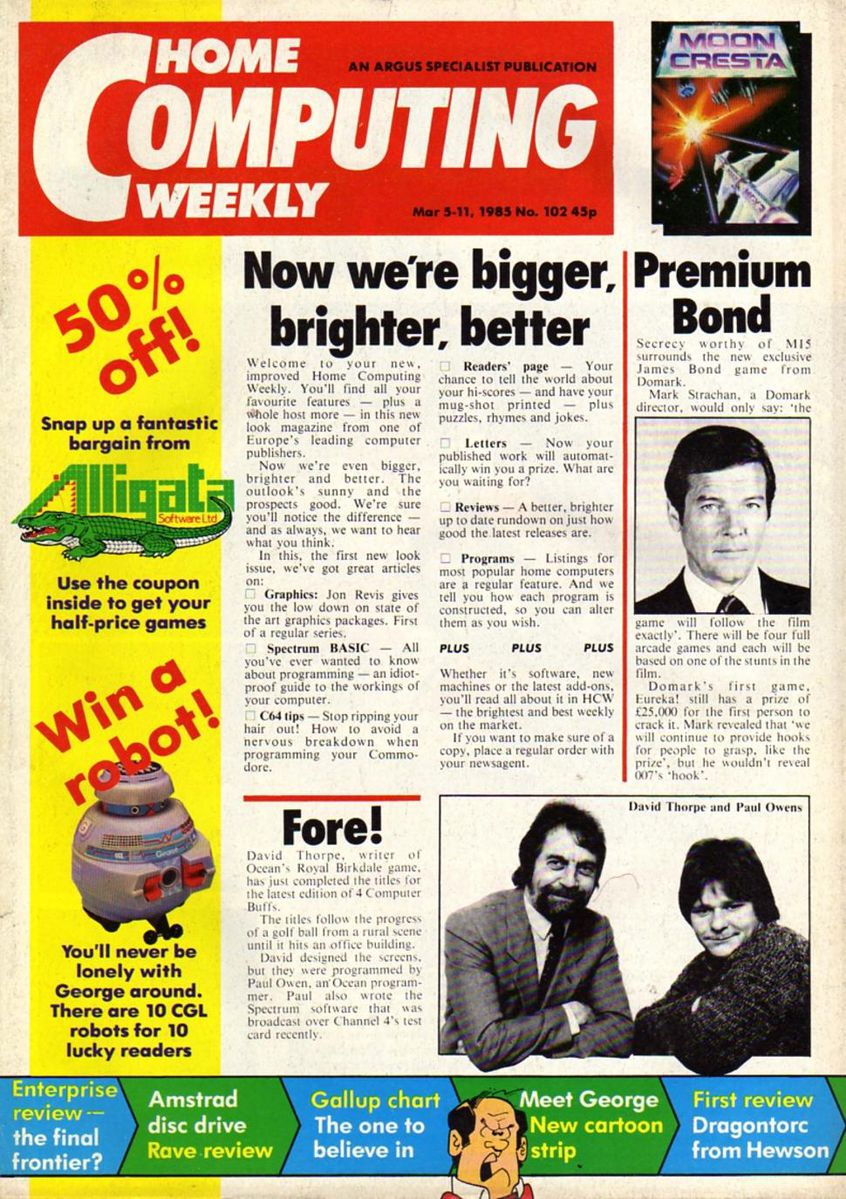 HOME
COMPUTING
WEEKLY
AN ARGUS SPECIALIST PUBLICATION
Mar 5-11, 1985 No. 102 45p
MOON
CRESTA
50%
off!
Snap up a fantastic
bargain from
Alligata
Software Ltd
Use the coupon
inside to get your
half-price games
Win a
robot!
George
You'll never be
lonely with
George around.
There are 10 CGL
robots for 10
lucky readers
Now we're bigger,
brighter, better
Welcome to your new,
improved Home Computing
Weekly. You'll find all your
favourite features — plus a
whole host more — in this new
look magazine from one of
Europe's leading computer
publishers.
Now we're even bigger,
brighter and better. The
outlook's sunny and the
prospects good. We're sure
you'll notice the difference —
and as always, we want to hear
what you think.
In this, the first new look
issue, we've got great articles
on:
□ Graphics: Jon Revis gives
you the low down on state of
the art graphics packages. First
of a regular series.
□ Spectrum BASIC — All
you've ever wanted to know
about programming — an idiot-
proof guide to the workings of
your computer.
□ C64 tips — Stop ripping your
hair out! How to avoid a
nervous breakdown when
programming your Commo-
dore.
□ Readers' page — Your
chance to tell the world about
your hi-scores — and have your
mug-shot printed — plus
puzzles, rhymes and jokes.
□ Letters — Now your
published work will automat-
ically win you a prize. What are
you waiting for?
□ Reviews — A better, brighter
up to date rundown on just how
good the latest releases are.
□ Programs — Listings for
most popular home computers
are a regular feature. And we
tell you how each program is
constructed, so you can alter
them as you wish.
PLUS PLUS PLUS
Whether it's software, new
machines or the latest add-ons,
you'll read all about it in HCW
— the brightest and best weekly
on the market.
If you want to make sure of a
copy, place a regular order with
your newsagent.
Premium
Bond
Secrecy worthy of MI5
surrounds the new exclusive
James Bond game from
Domark.
Mark Strachan, a Domark
director, would only say: 'the
game will follow the film
exactly'. There will be four full
arcade games and each will be
based on one of the stunts in the
film.
Domark's first game,
Eureka! still has a prize of
£25,000 for the first person to
crack it. Mark revealed that 'we
will continue to provide hooks
for people to grasp, like the
prize', but he wouldn't reveal
007's 'hook'.
Fore!
David Thorpe, writer of
Ocean's Royal Birkdale game,
has just completed the titles for
the latest edition of 4 Computer
Buffs.
The titles follow the progress
of a golf ball from a rural scene
until it hits an office building.
David designed the screens,
but they were programmed by
Paul Owen, an Ocean program-
mer. Paul also wrote the
Spectrum software that was
broadcast over Channel 4's test
card recently.
David Thorpe and Paul Owens
Enterprise
review —
the final
frontier?
Amstrad
disc drive
Rave review
Gallup chart
The one to
believe in
Meet George
New cartoon
strip
First review
Dragontorc
from Hewson